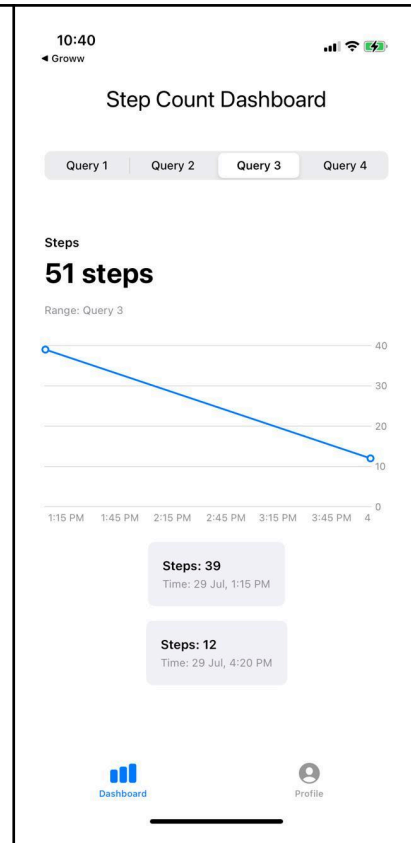 10:40
◀ Groww
Step Count Dashboard
Query 1 Query 2 Query 3 Query 4
Steps
51 steps
Range: Query 3
40
30
20
10
0
1:15 PM 1:45 PM 2:15 PM 2:45 PM 3:15 PM 3:45 PM 4
Steps: 39
Time: 29 Jul, 1:15 PM
Steps: 12
Time: 29 Jul, 4:20 PM
Dashboard Profile